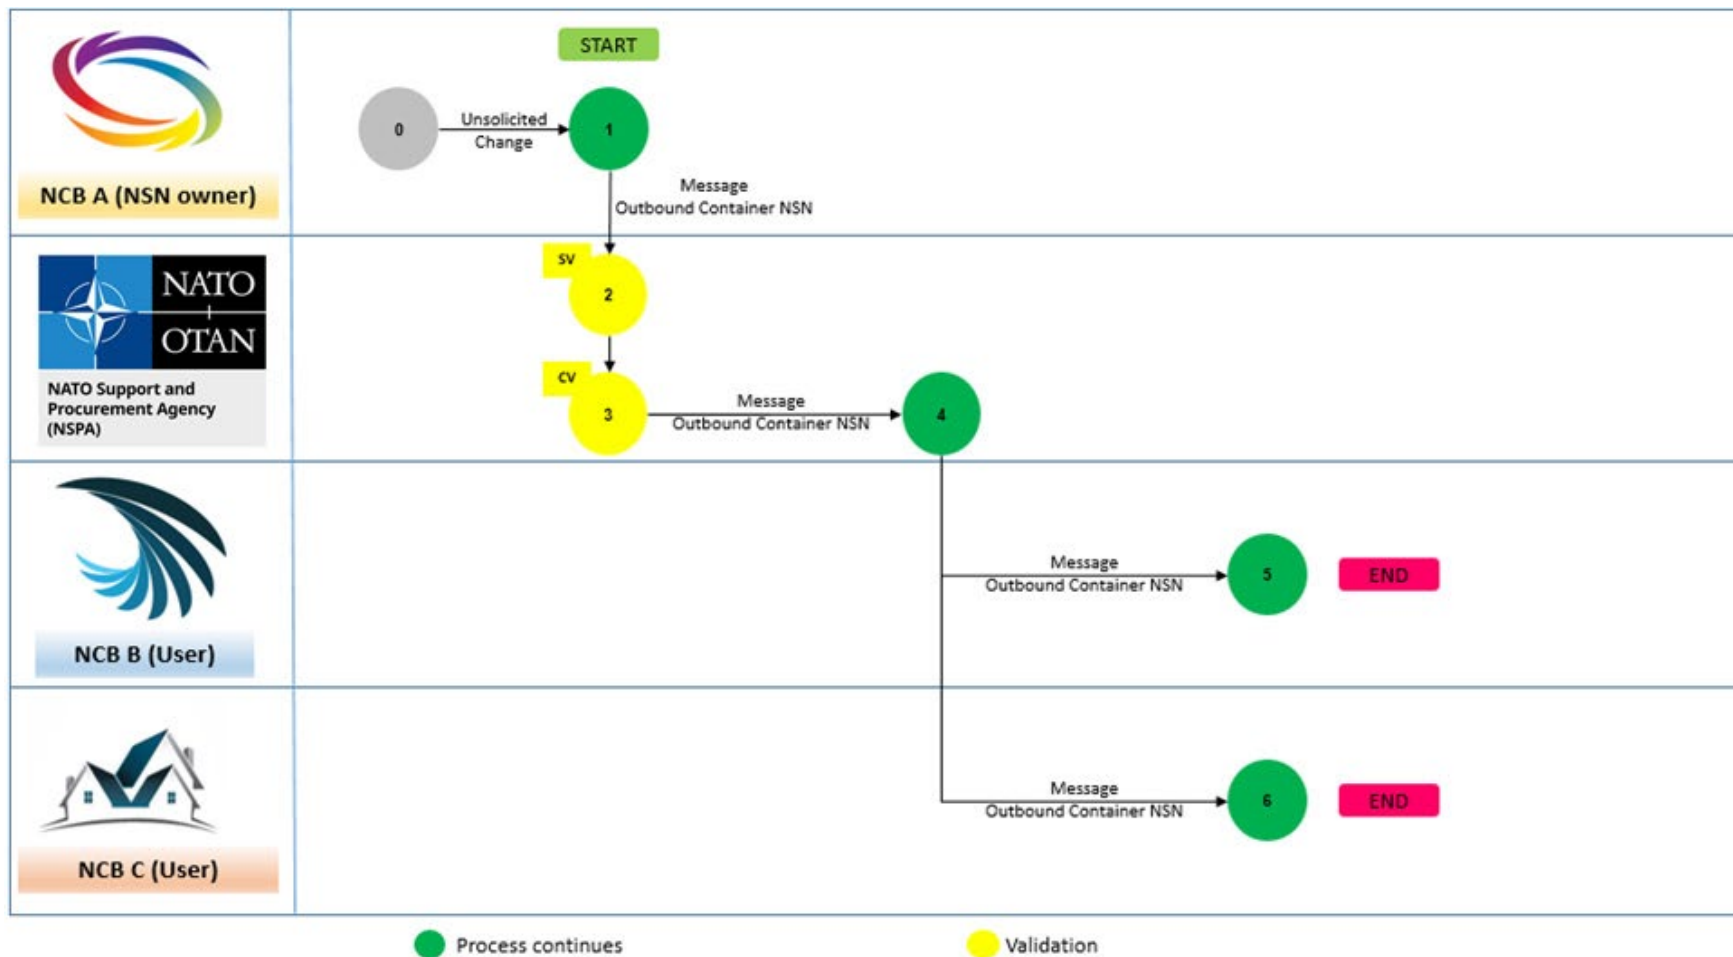 START
0
Unsolicited
Change
1
NCB A (NSN owner)
Message
Outbound Container NSN
NATO
OTAN
NATO Support and
Procurement Agency
(NSPA)
SV
2
CV
3
Message
Outbound Container NSN
4
NCB B (User)
Message
Outbound Container NSN
5
END
NCB C (User)
Message
Outbound Container NSN
6
END
Process continues
Validation